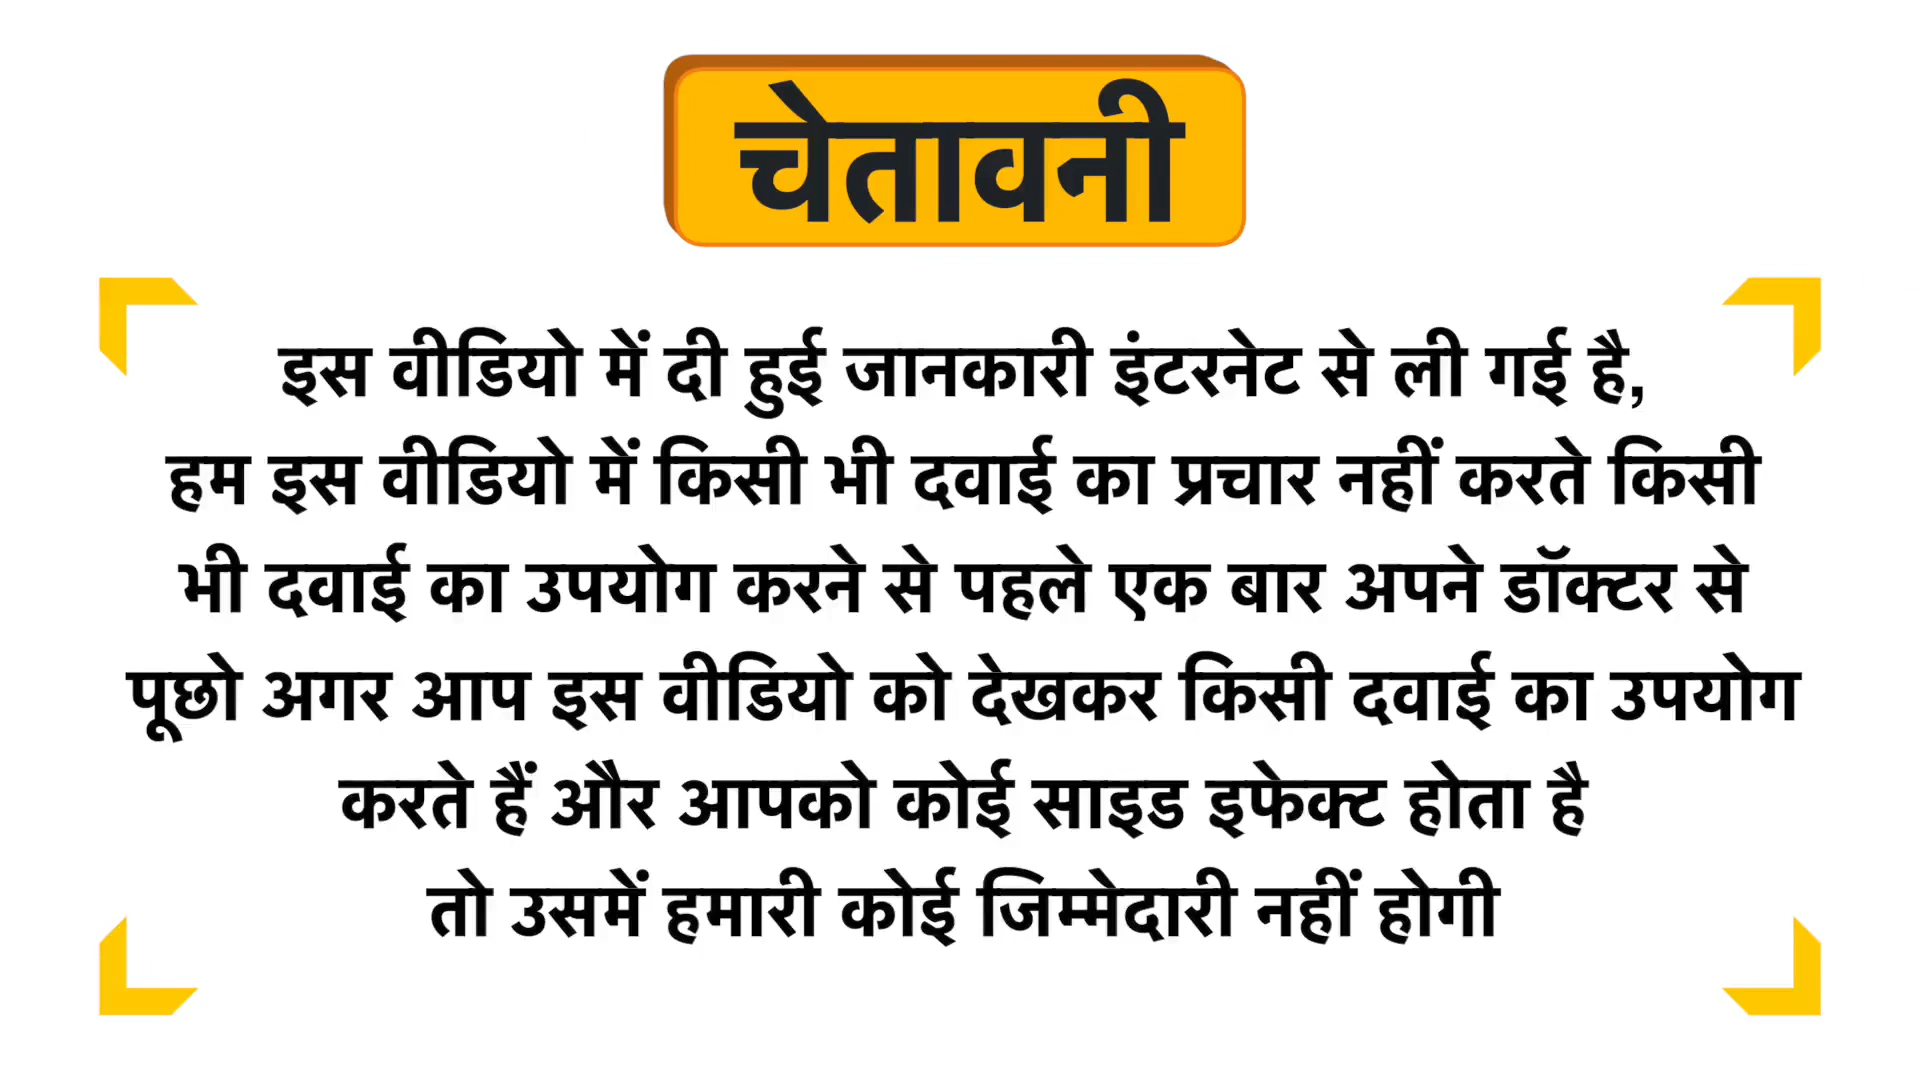 चेतावनी
इस वीडियो में दी हुई जानकारी इंटरनेट से ली गई है,
हम इस वीडियो में किसी भी दवाई का प्रचार नहीं करते किसी
भी दवाई का उपयोग करने से पहले एक बार अपने डॉक्टर से
पूछो अगर आप इस वीडियो को देखकर किसी दवाई का उपयोग
करते हैं और आपको कोई साइड इफेक्ट होता है
तो उसमें हमारी कोई जिम्मेदारी नहीं होगी